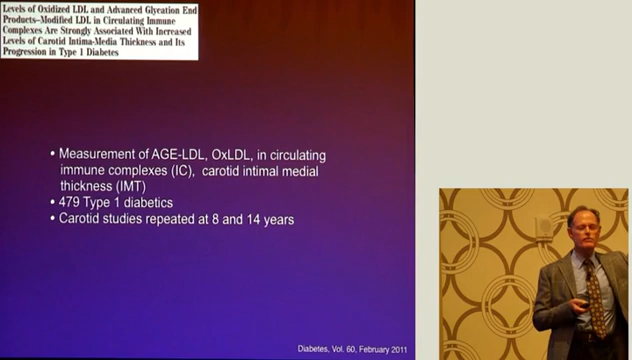 Levels of Oxidized LDL and Advanced Glycation End
Products–Modified LDL in Circulating Immune
Complexes Are Strongly Associated With Increased
Levels of Carotid Intima-Media Thickness and Its
Progression in Type 1 Diabetes
• Measurement of AGE-LDL, OxLDL, in circulating
immune complexes (IC), carotid intimal medial
thickness (IMT)
• 479 Type 1 diabetics
• Carotid studies repeated at 8 and 14 years
Diabetes, Vol. 60, February 2011